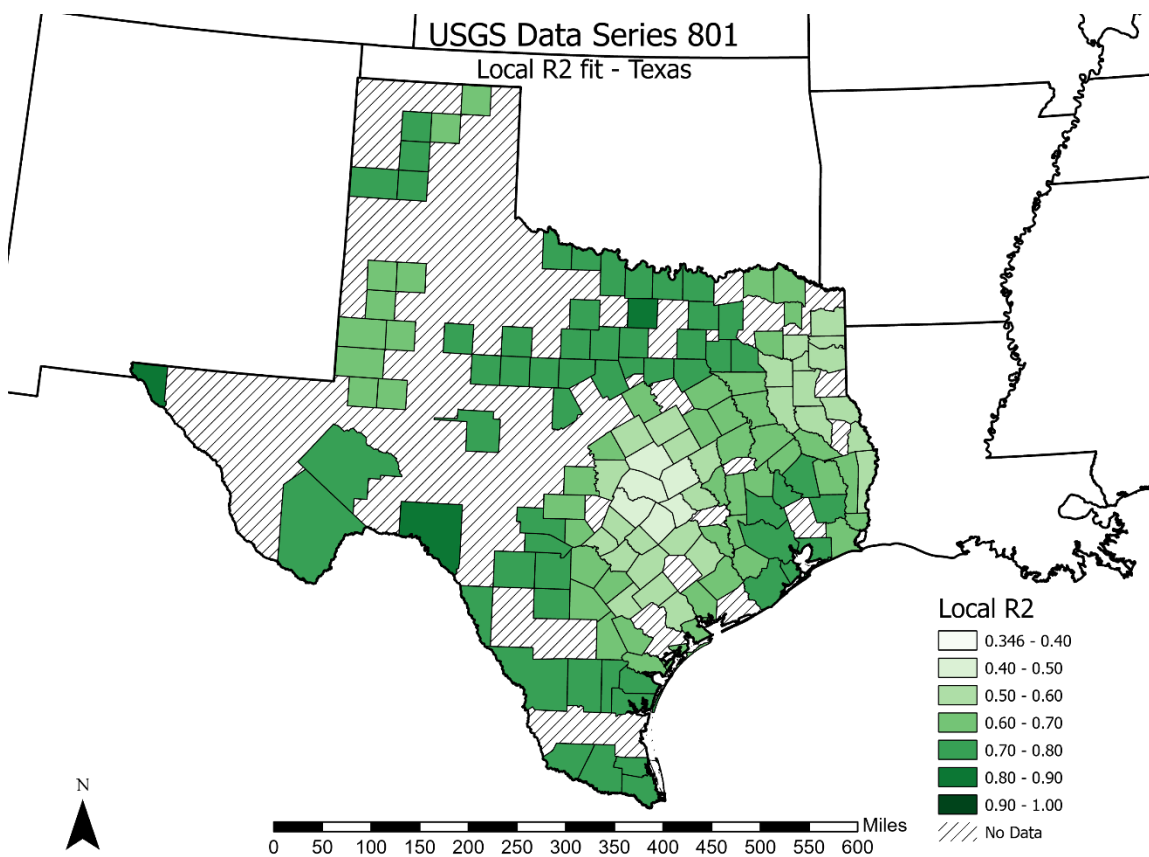 USGS Data Series 801
Local R2 fit - Texas
Local R2
0.346 - 0.40
0.40 - 0.50
0.50 - 0.60
0.60 - 0.70
0.70 - 0.80
0.80 - 0.90
0.90 - 1.00
No Data
N
Miles
0 50 100 150 200 250 300 350 400 450 500 550 600